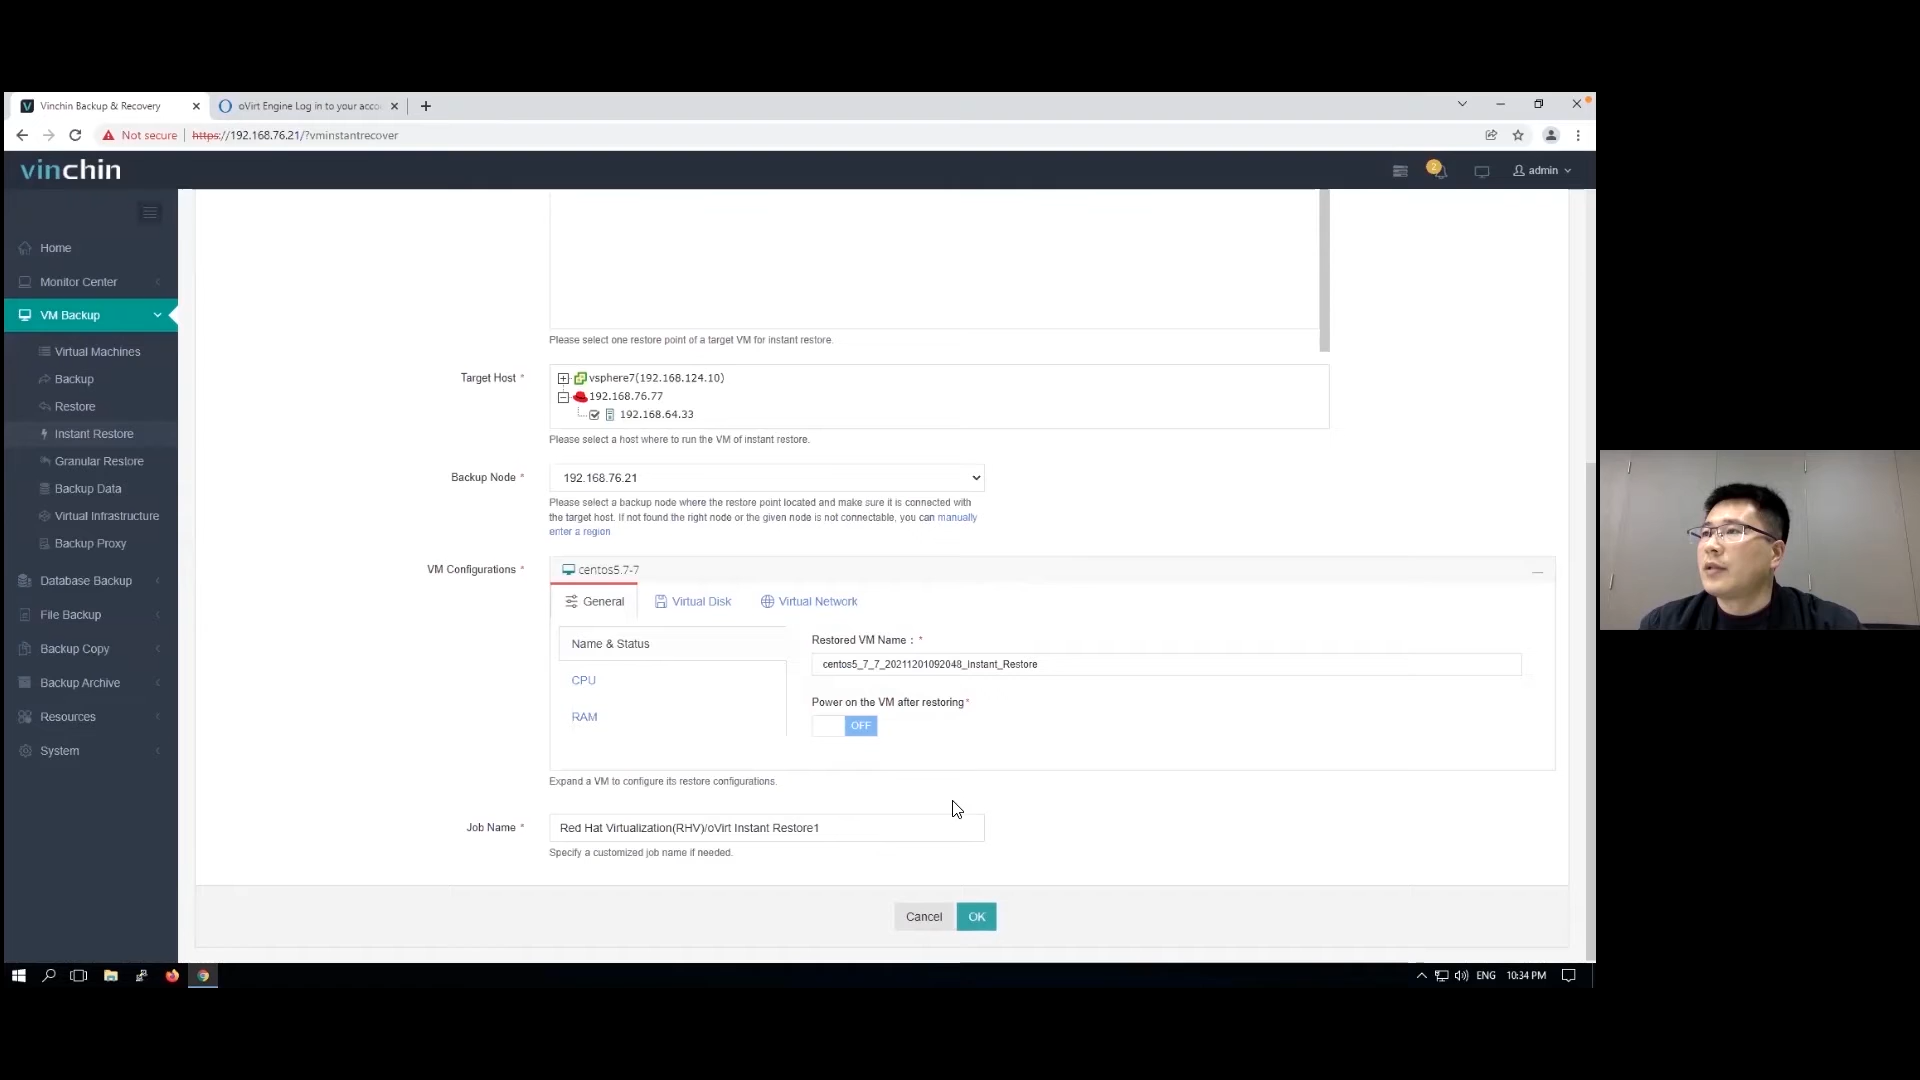 Vinchin Backup & Recovery
oVirt Engine Log in to your acco
Not secure
https://192.168.76.21/?vminstantrecover
vinchin
2
admin
Home
Monitor Center
VM Backup
Virtual Machines
Backup
Restore
Instant Restore
Granular Restore
Backup Data
Virtual Infrastructure
Backup Proxy
Database Backup
File Backup
Backup Copy
Backup Archive
Resources
System
Please select one restore point of a target VM for instant restore.
Target Host *
vsphere7(192.168.124.10)
192.168.76.77
192.168.64.33
Please select a host where to run the VM of instant restore.
Backup Node *
192.168.76.21
Please select a backup node where the restore point located and make sure it is connected with
the target host. If not found the right node or the given node is not connectable, you can manually
enter a region
VM Configurations *
centos5.7-7
General
Virtual Disk
Virtual Network
Name & Status
CPU
RAM
Restored VM Name : *
centos5_7_7_20211201092048_Instant_Restore
Power on the VM after restoring *
OFF
Expand a VM to configure its restore configurations.
Job Name *
Red Hat Virtualization(RHV)/oVirt Instant Restore1
Specify a customized job name if needed.
Cancel
OK
ENG
10:34 PM